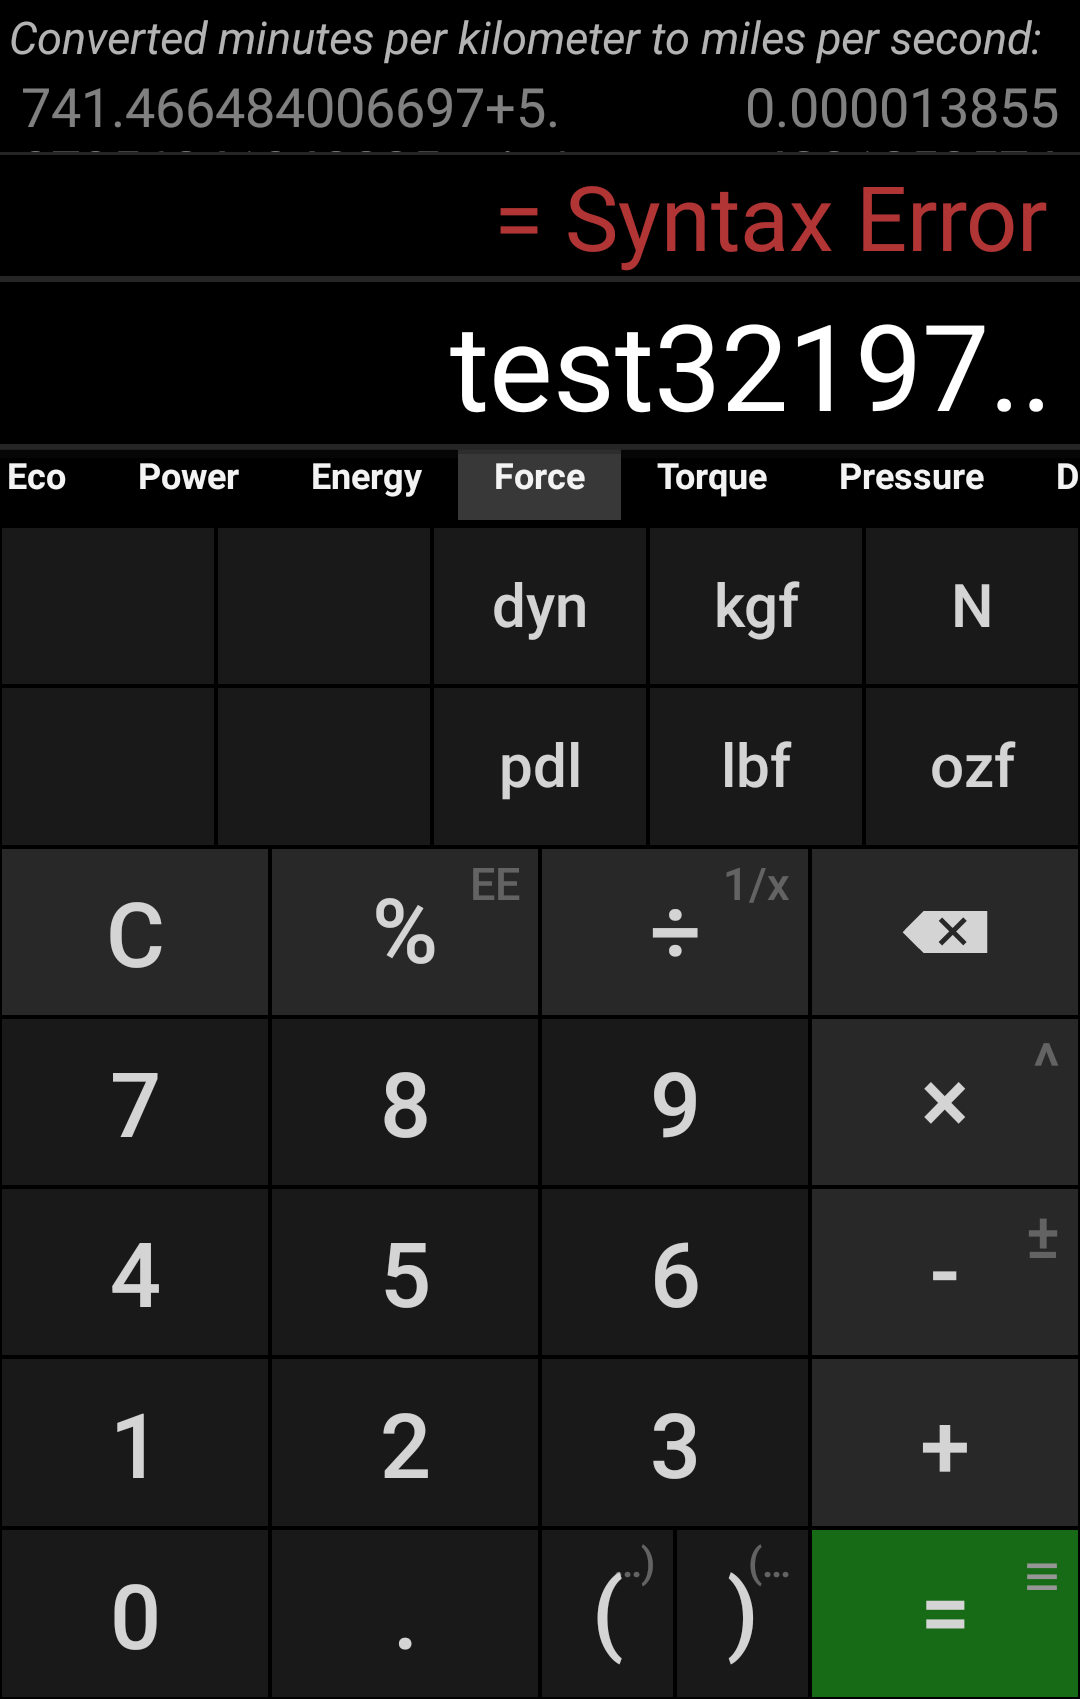 Converted minutes per kilometer to miles per second:
741.466484006697+5. 0.000013855
= Syntax Error
test32197..
Eco Power Energy Force Torque Pressure D
dyn kgf N
pdl lbf ozf
C % EE ÷ 1/x
7 8 9 × ^
4 5 6 - ±
1 2 3 + 
0 . ( ..) ) (... = ≡